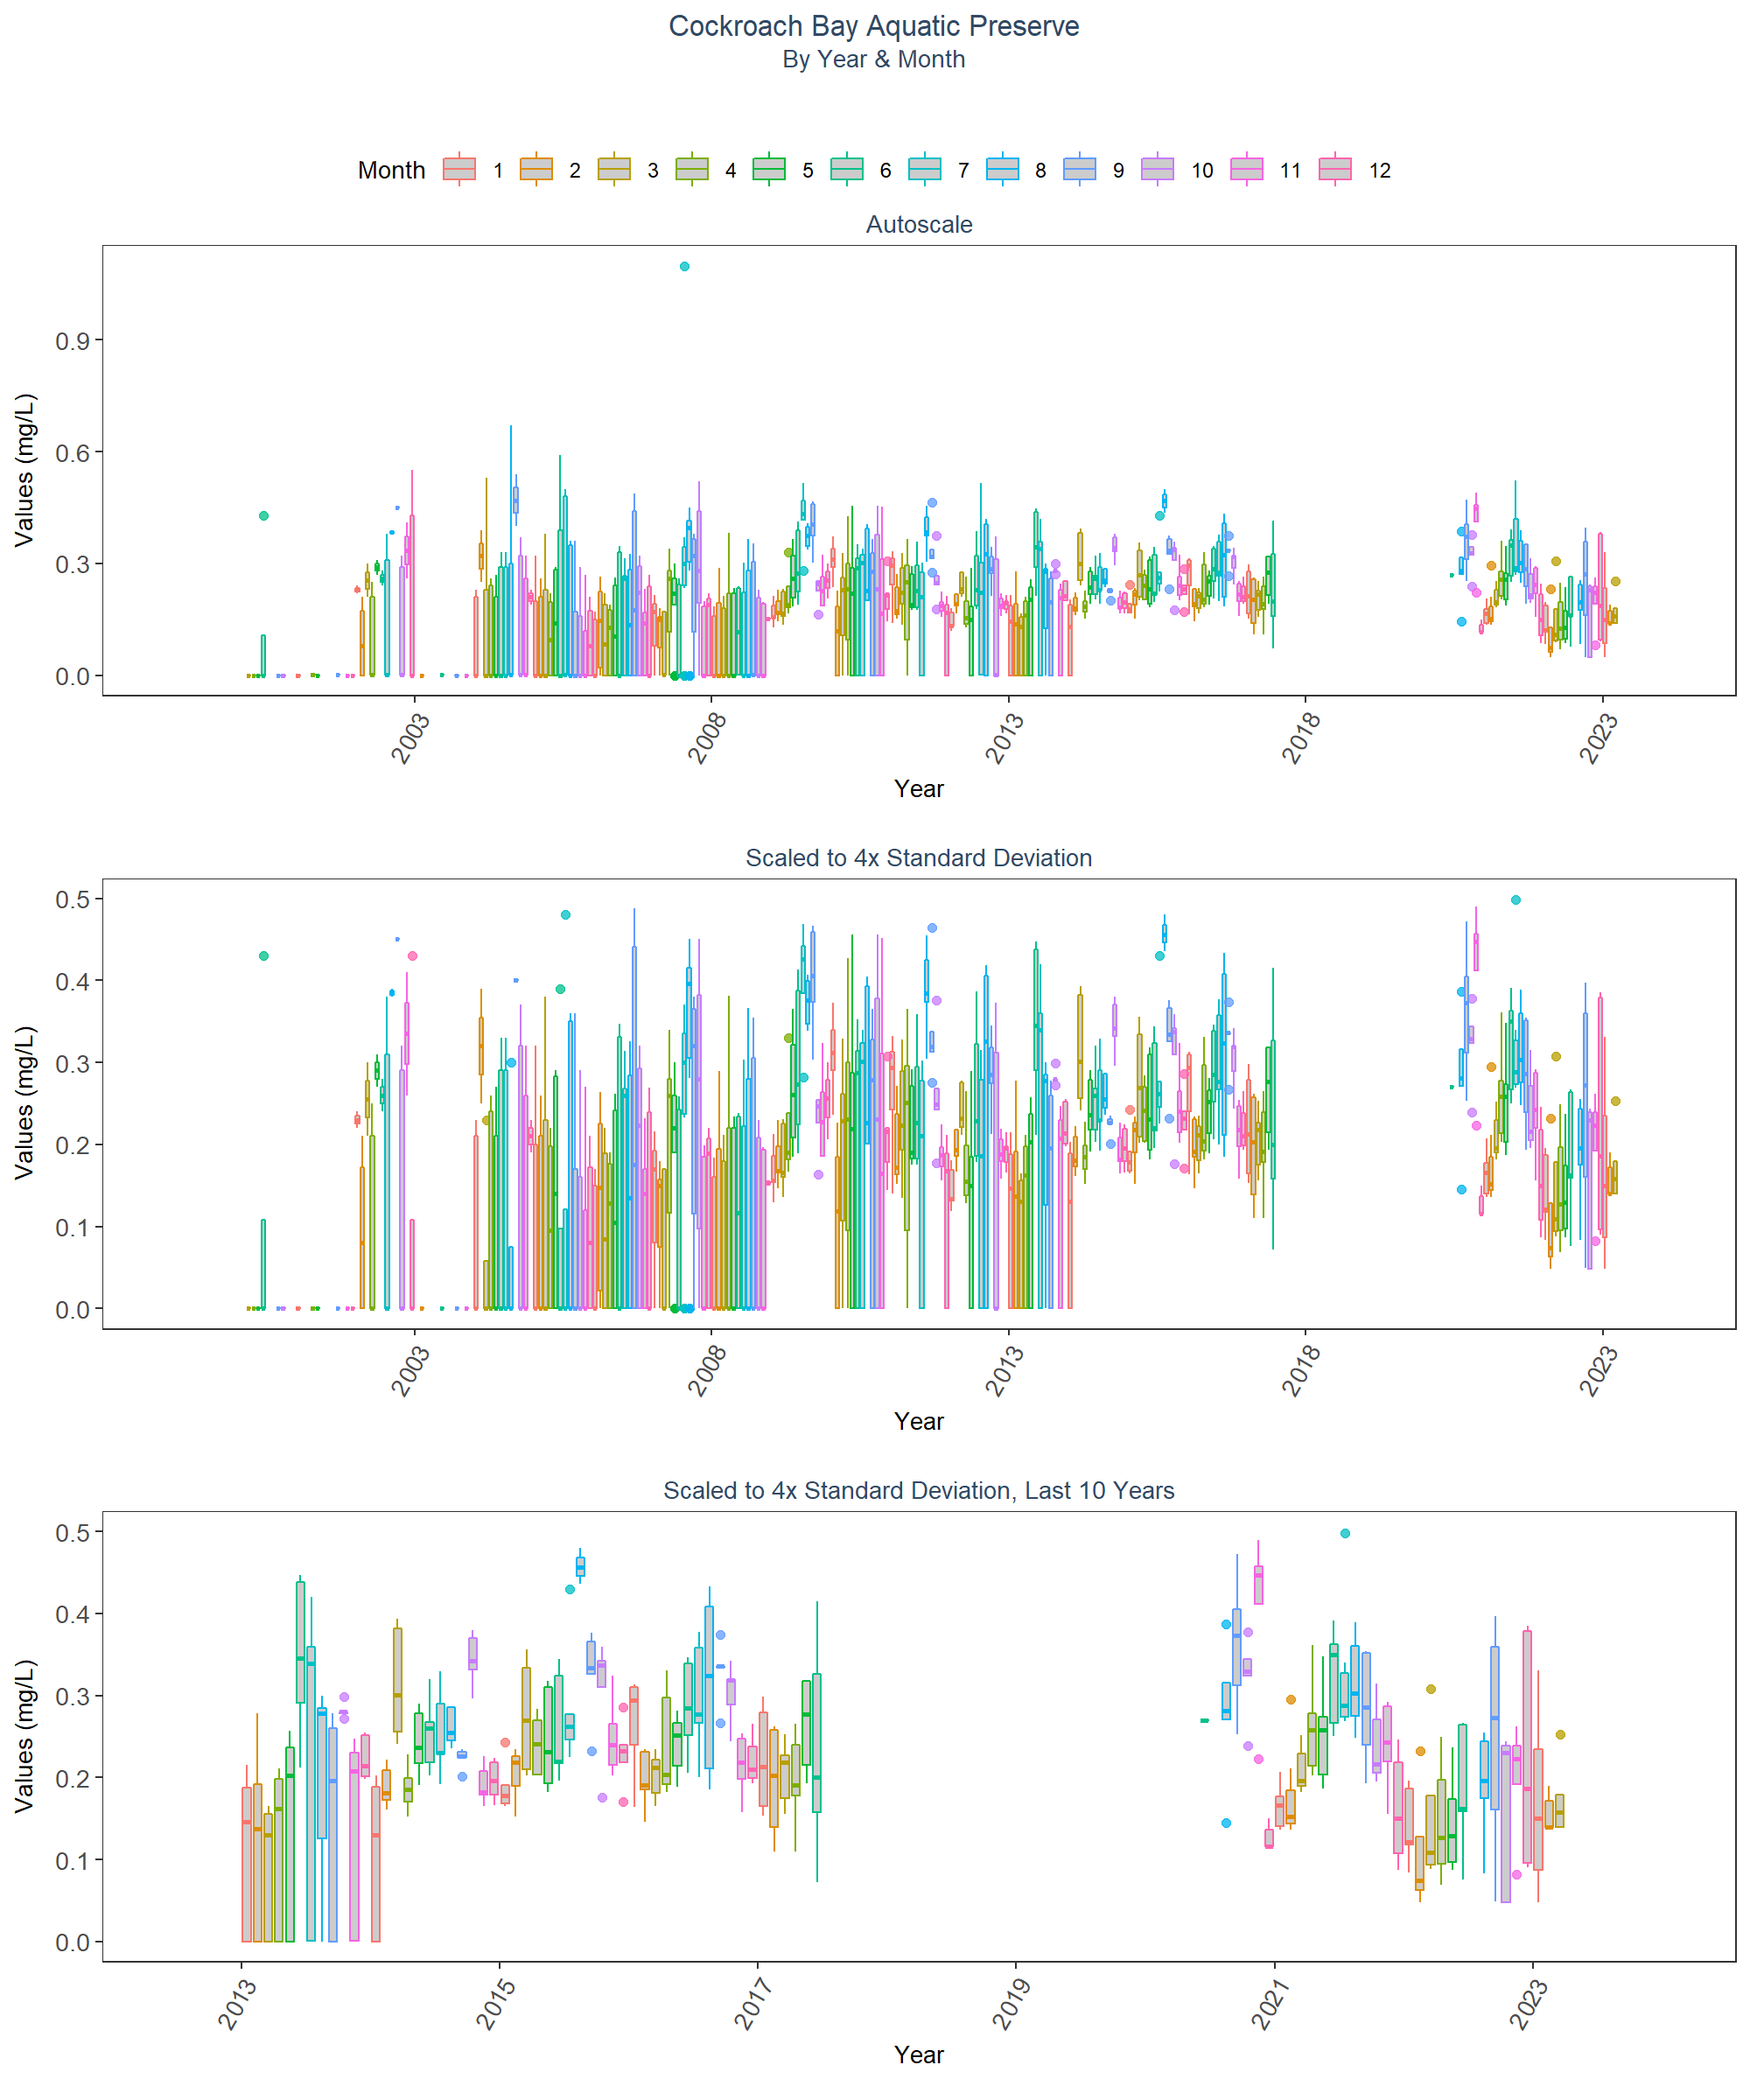 Cockroach Bay Aquatic Preserve
By Year & Month
Month 1 2 3 4 5 6 7 8 9 10 11 12
Autoscale
Values (mg/L)
0.9
0.6
0.3
0.0
2003 2008 2013 2018 2023
Year
Scaled to 4x Standard Deviation
Values (mg/L)
0.5
0.4
0.3
0.2
0.1
0.0
2003 2008 2013 2018 2023
Year
Scaled to 4x Standard Deviation, Last 10 Years
Values (mg/L)
0.5
0.4
0.3
0.2
0.1
0.0
2013 2015 2017 2019 2021 2023
Year